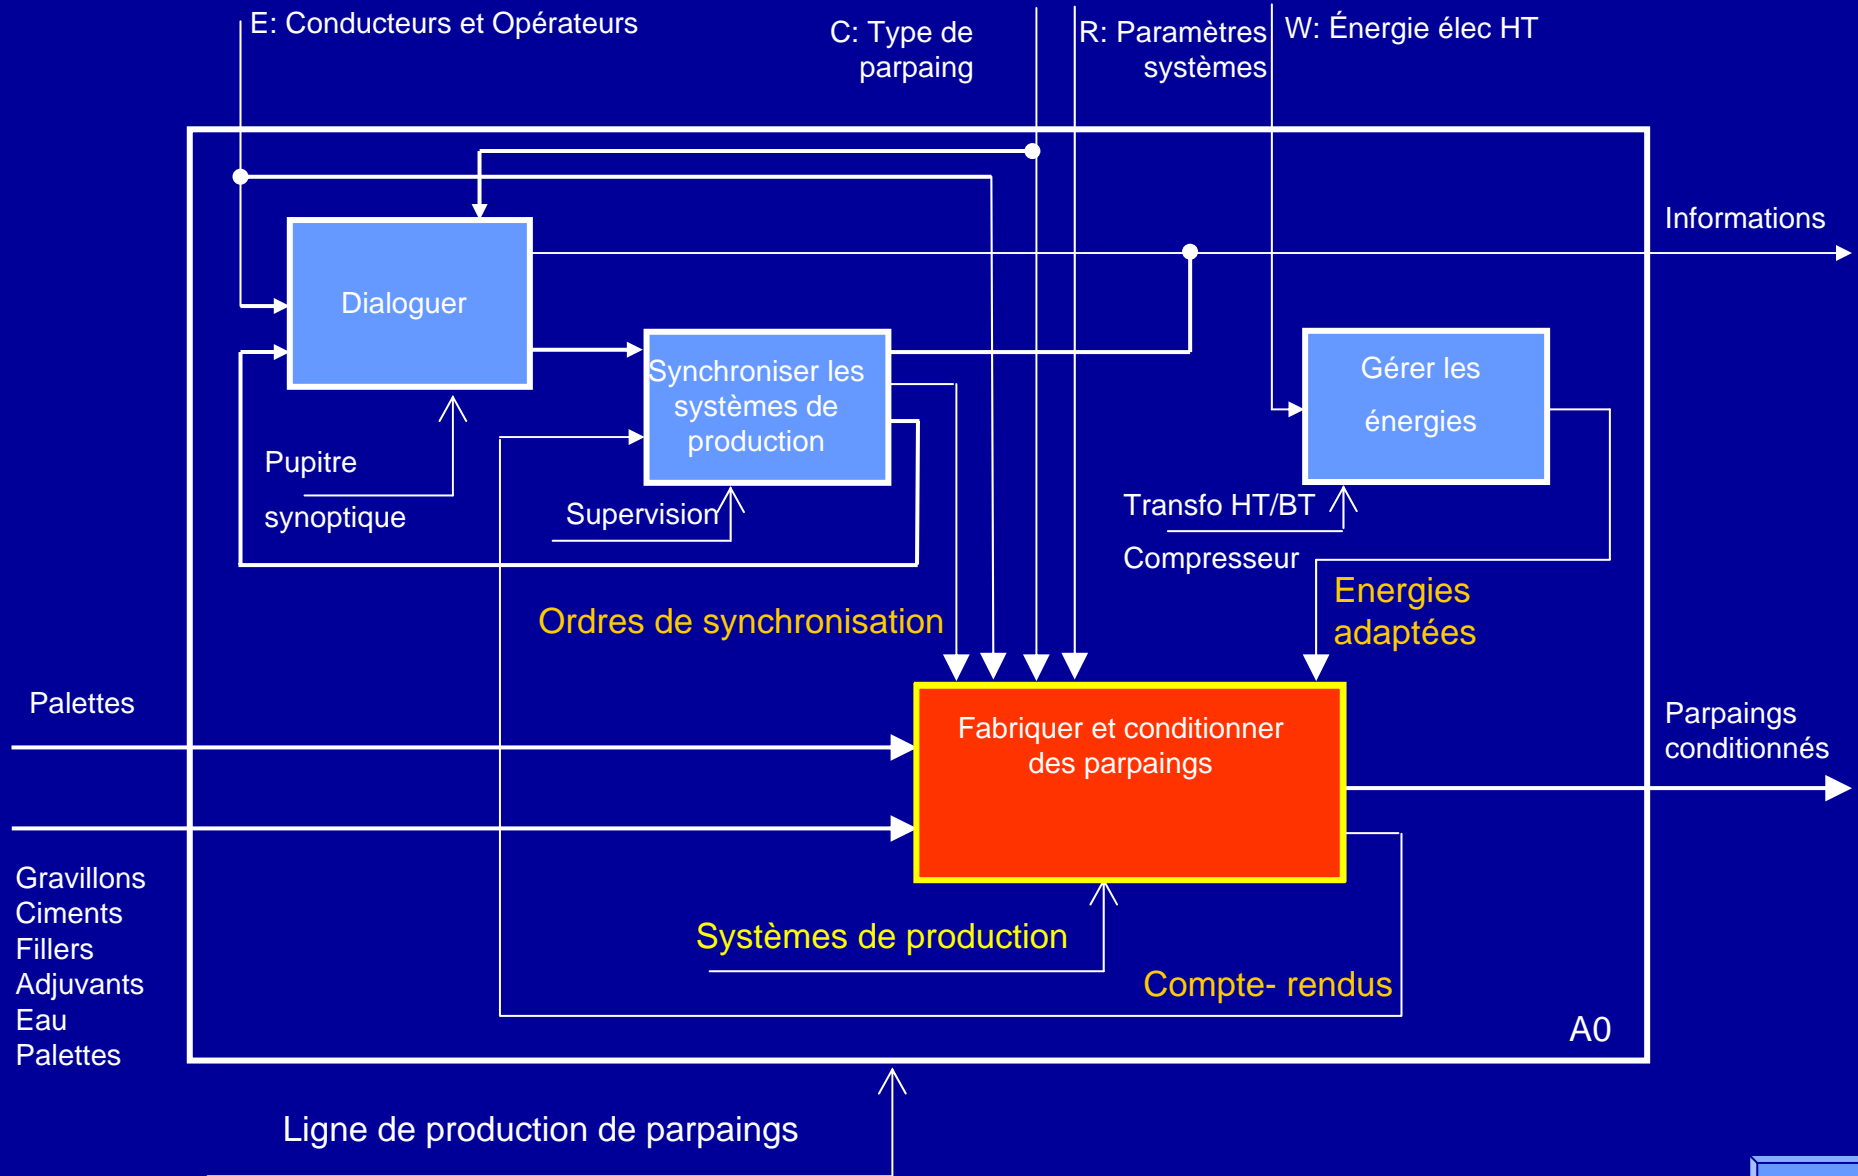 E: Conducteurs et Opérateurs
C: Type de
parpaing
R: Paramètres
systèmes
W: Énergie élec HT
Informations
Dialoguer
Synchroniser les
systèmes de
production
Gérer les
énergies
Pupitre
synoptique
Supervision
Transfo HT/BT
Compresseur
Energies
adaptées
Ordres de synchronisation
Palettes
Fabriquer et conditionner
des parpaings
Parpaings
conditionnés
Gravillons
Ciments
Fillers
Adjuvants
Eau
Palettes
Systèmes de production
Compte- rendus
A0
Ligne de production de parpaings